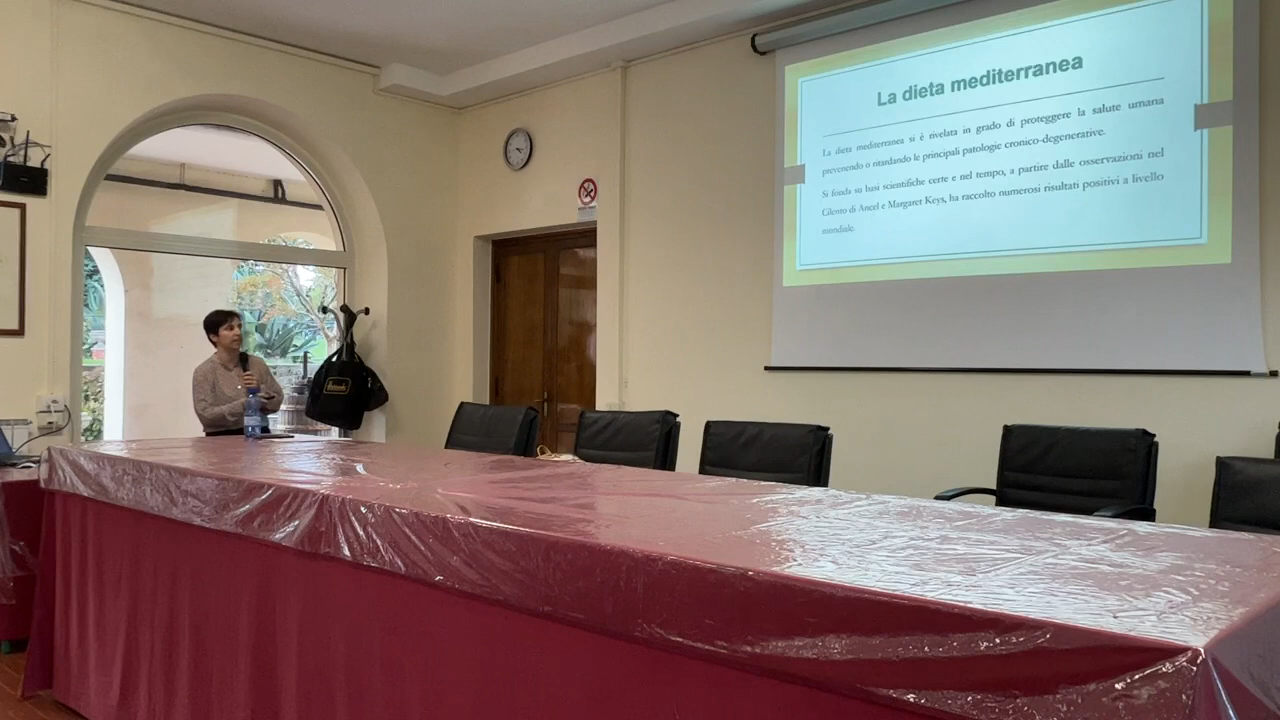 La dieta mediterranea
La dieta mediterranea si è rivelata in grado di proteggere la salute umana
prevenendo o ritardando le principali patologie cronico-degenerative.
Si fonda su basi scientifiche certe e nel tempo, a partire dalle osservazioni nel
Cilento di Ancel e Margaret Keys, ha raccolto numerosi risultati positivi a livello
mondiale.